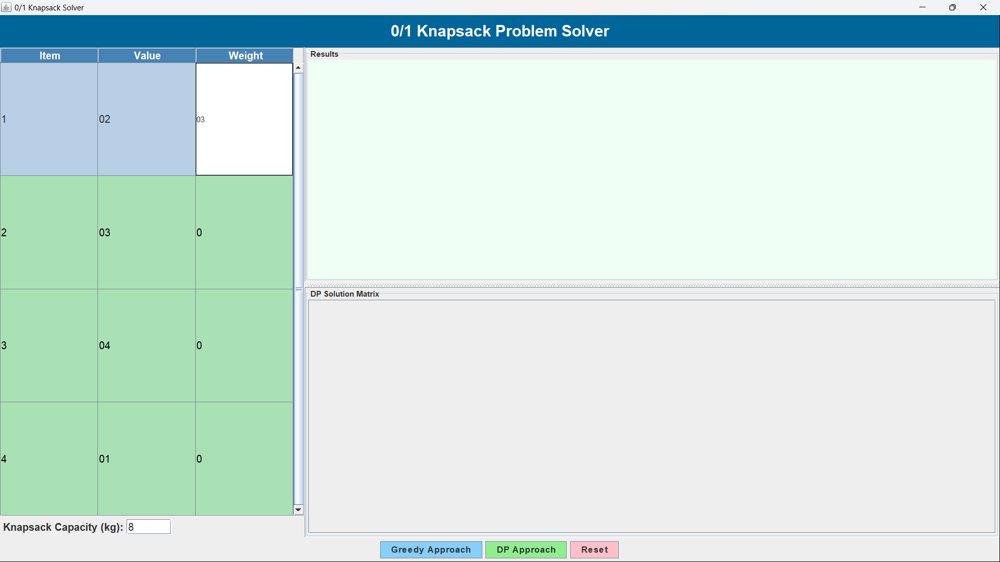 0/1 Knapsack Solver
0/1 Knapsack Problem Solver
Item Value Weight
1 02 03
2 03 0
3 04 0
4 01 0
Knapsack Capacity (kg): 8
Results
DP Solution Matrix
Greedy Approach DP Approach Reset